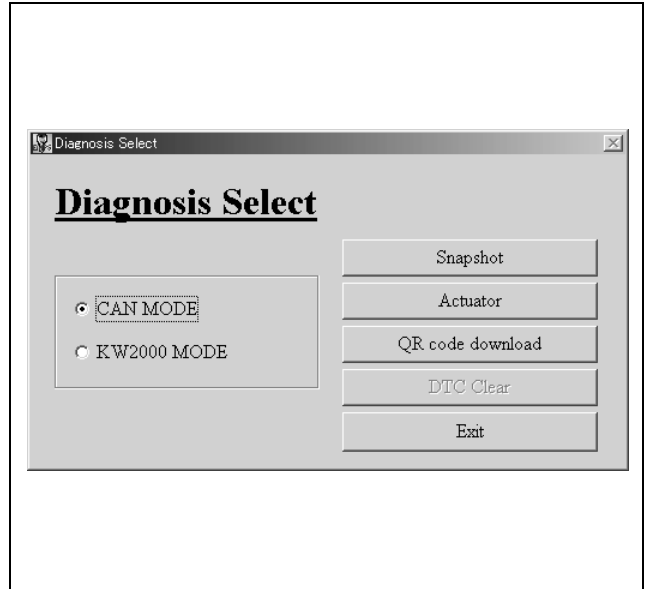 Diagnosis Select
Diagnosis Select
CAN MODE
KW2000 MODE
Snapshot
Actuator
QR code download
DTC Clear
Exit